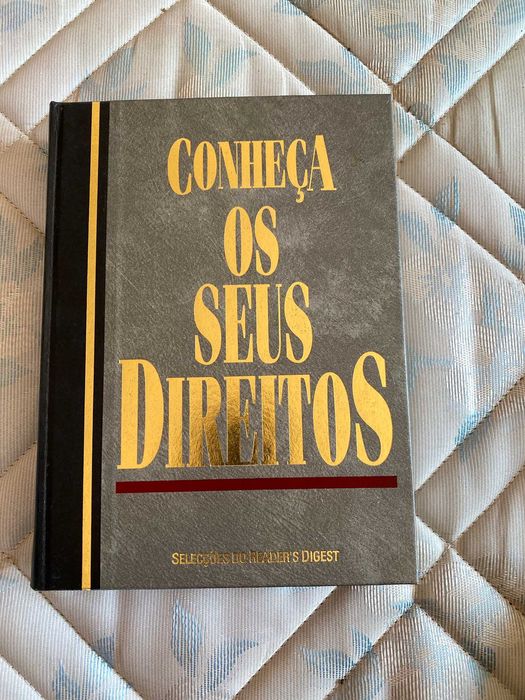 CONHEÇA
OS
SEUS
DIREITOS
SELECÇÕES DO READER'S DIGEST